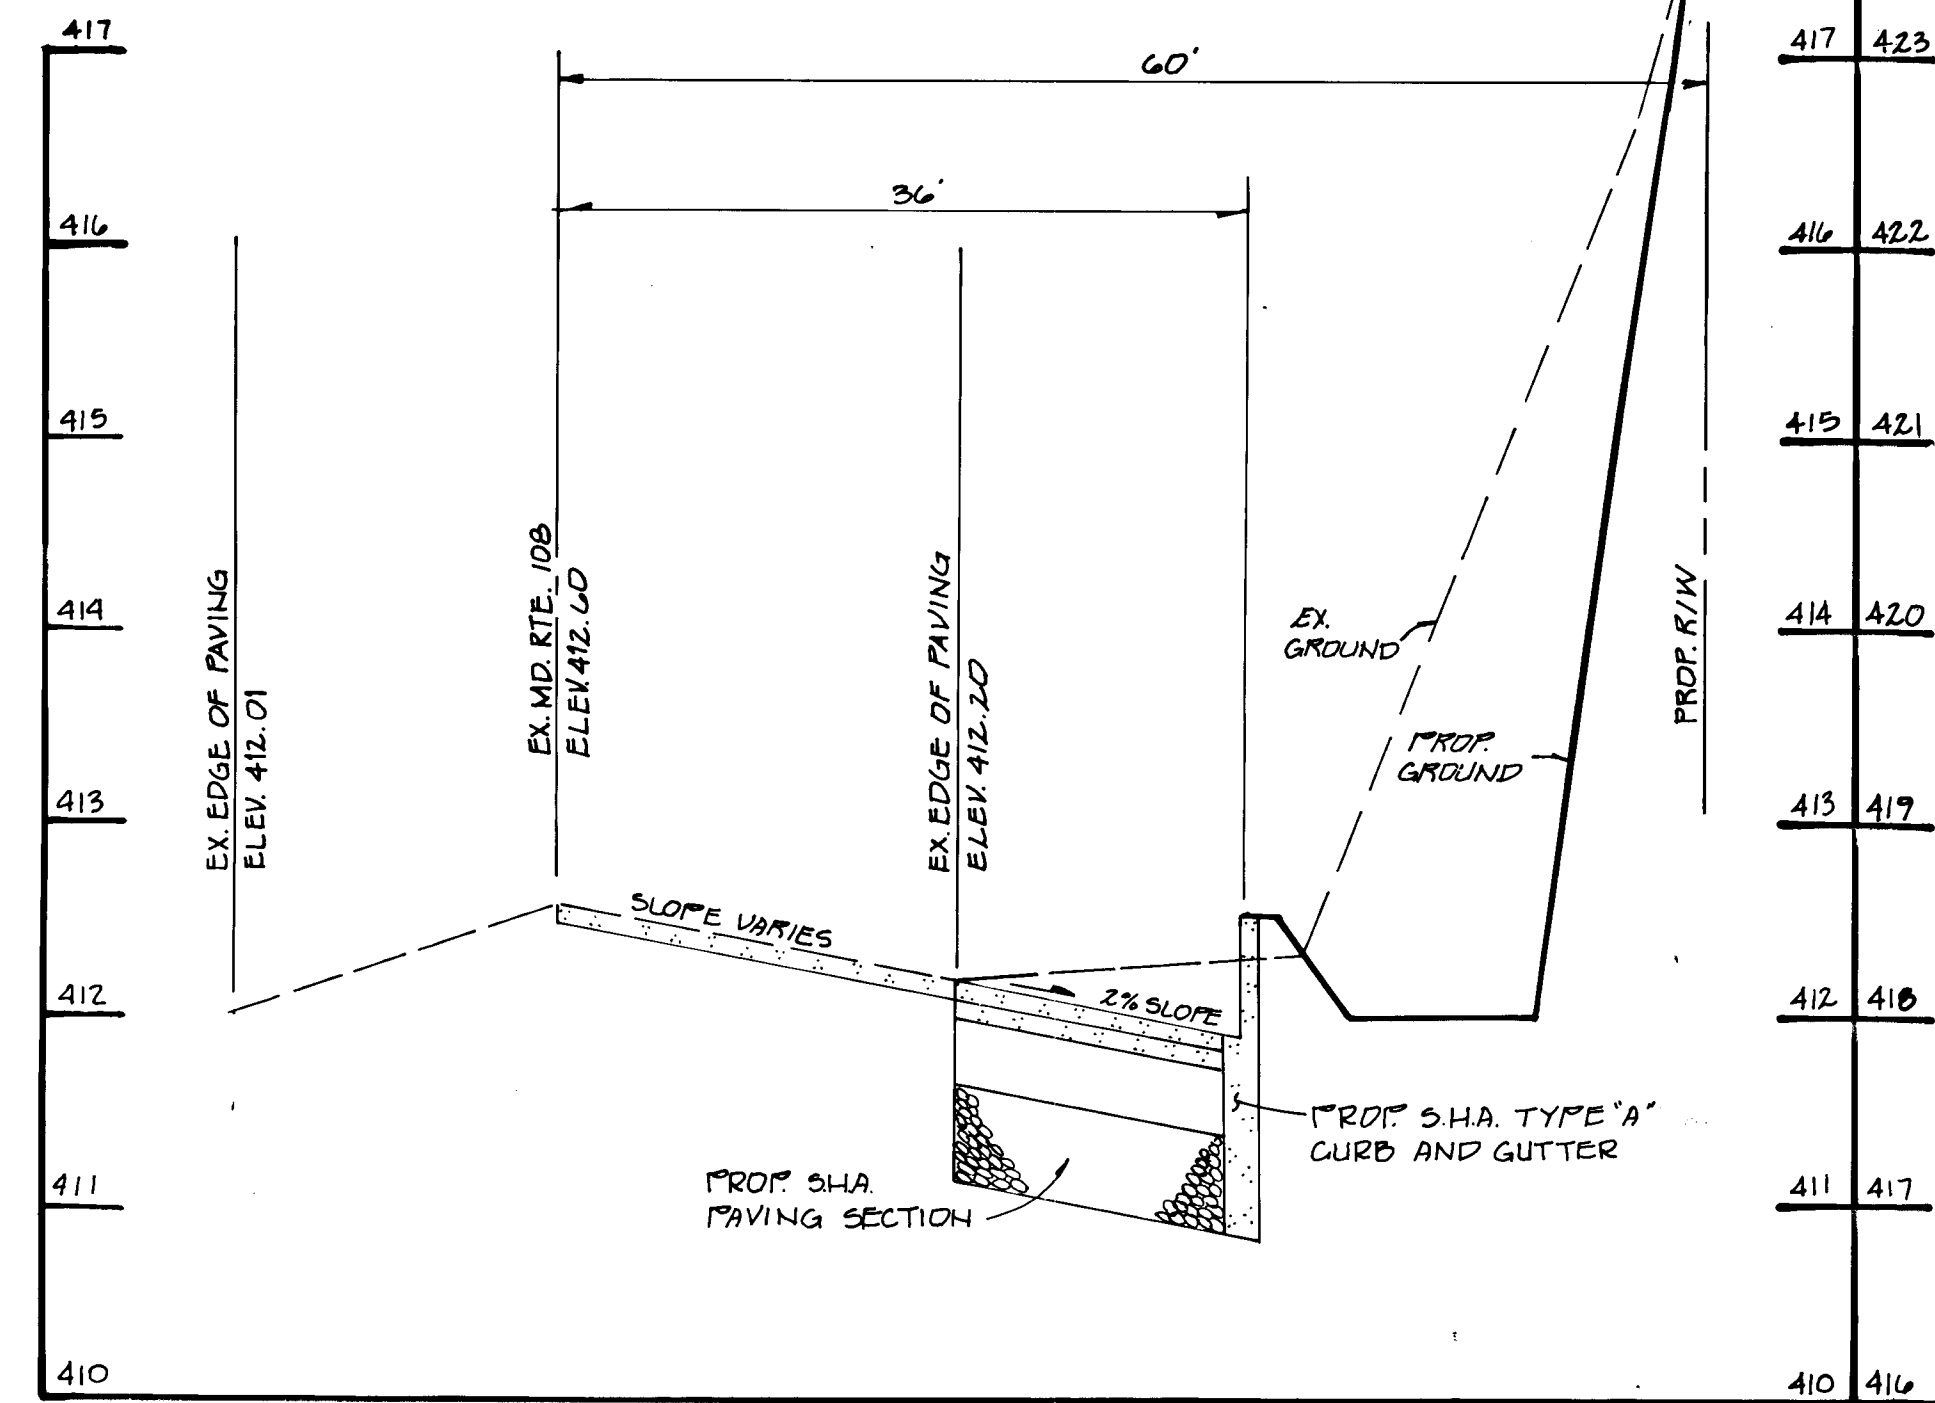 417
60'
417 423
36'
416
416 422
415
415 421
EX. EDGE OF PAVING
ELEV. 412.01
EX. MD. RTE. 108
ELEV. 412.60
EX. EDGE OF PAVING
ELEV. 412.20
414
EX.
GROUND
PROP. R/W
414 420
PROP.
GROUND
413
413 419
SLOPE VARIES
412
2% SLOPE
412 418
PROP. S.H.A. TYPE "A"
CURB AND GUTTER
PROP. S.H.A.
PAVING SECTION
411
411 417
410
410 416